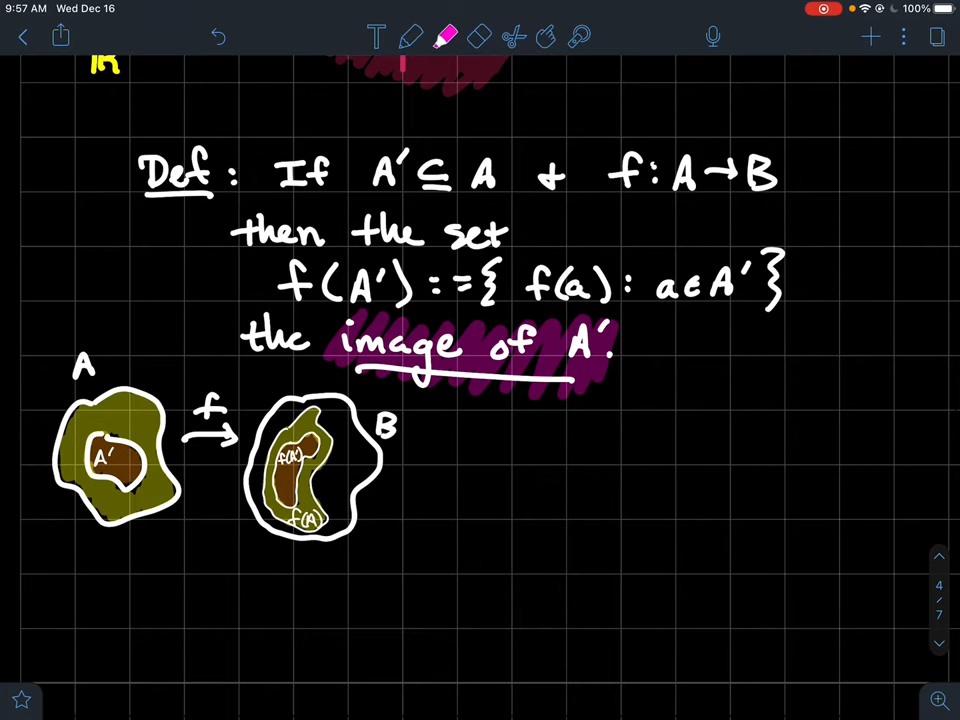 9:57 AM Wed Dec 16
100%
T
R
Def: If A′ ⊆ A & f: A→B
then the set
f(A′) := { f(a): a ∈ A′ }
the image of A′.
A
f
B
A′
f(A′)
f(A)
4
/
7